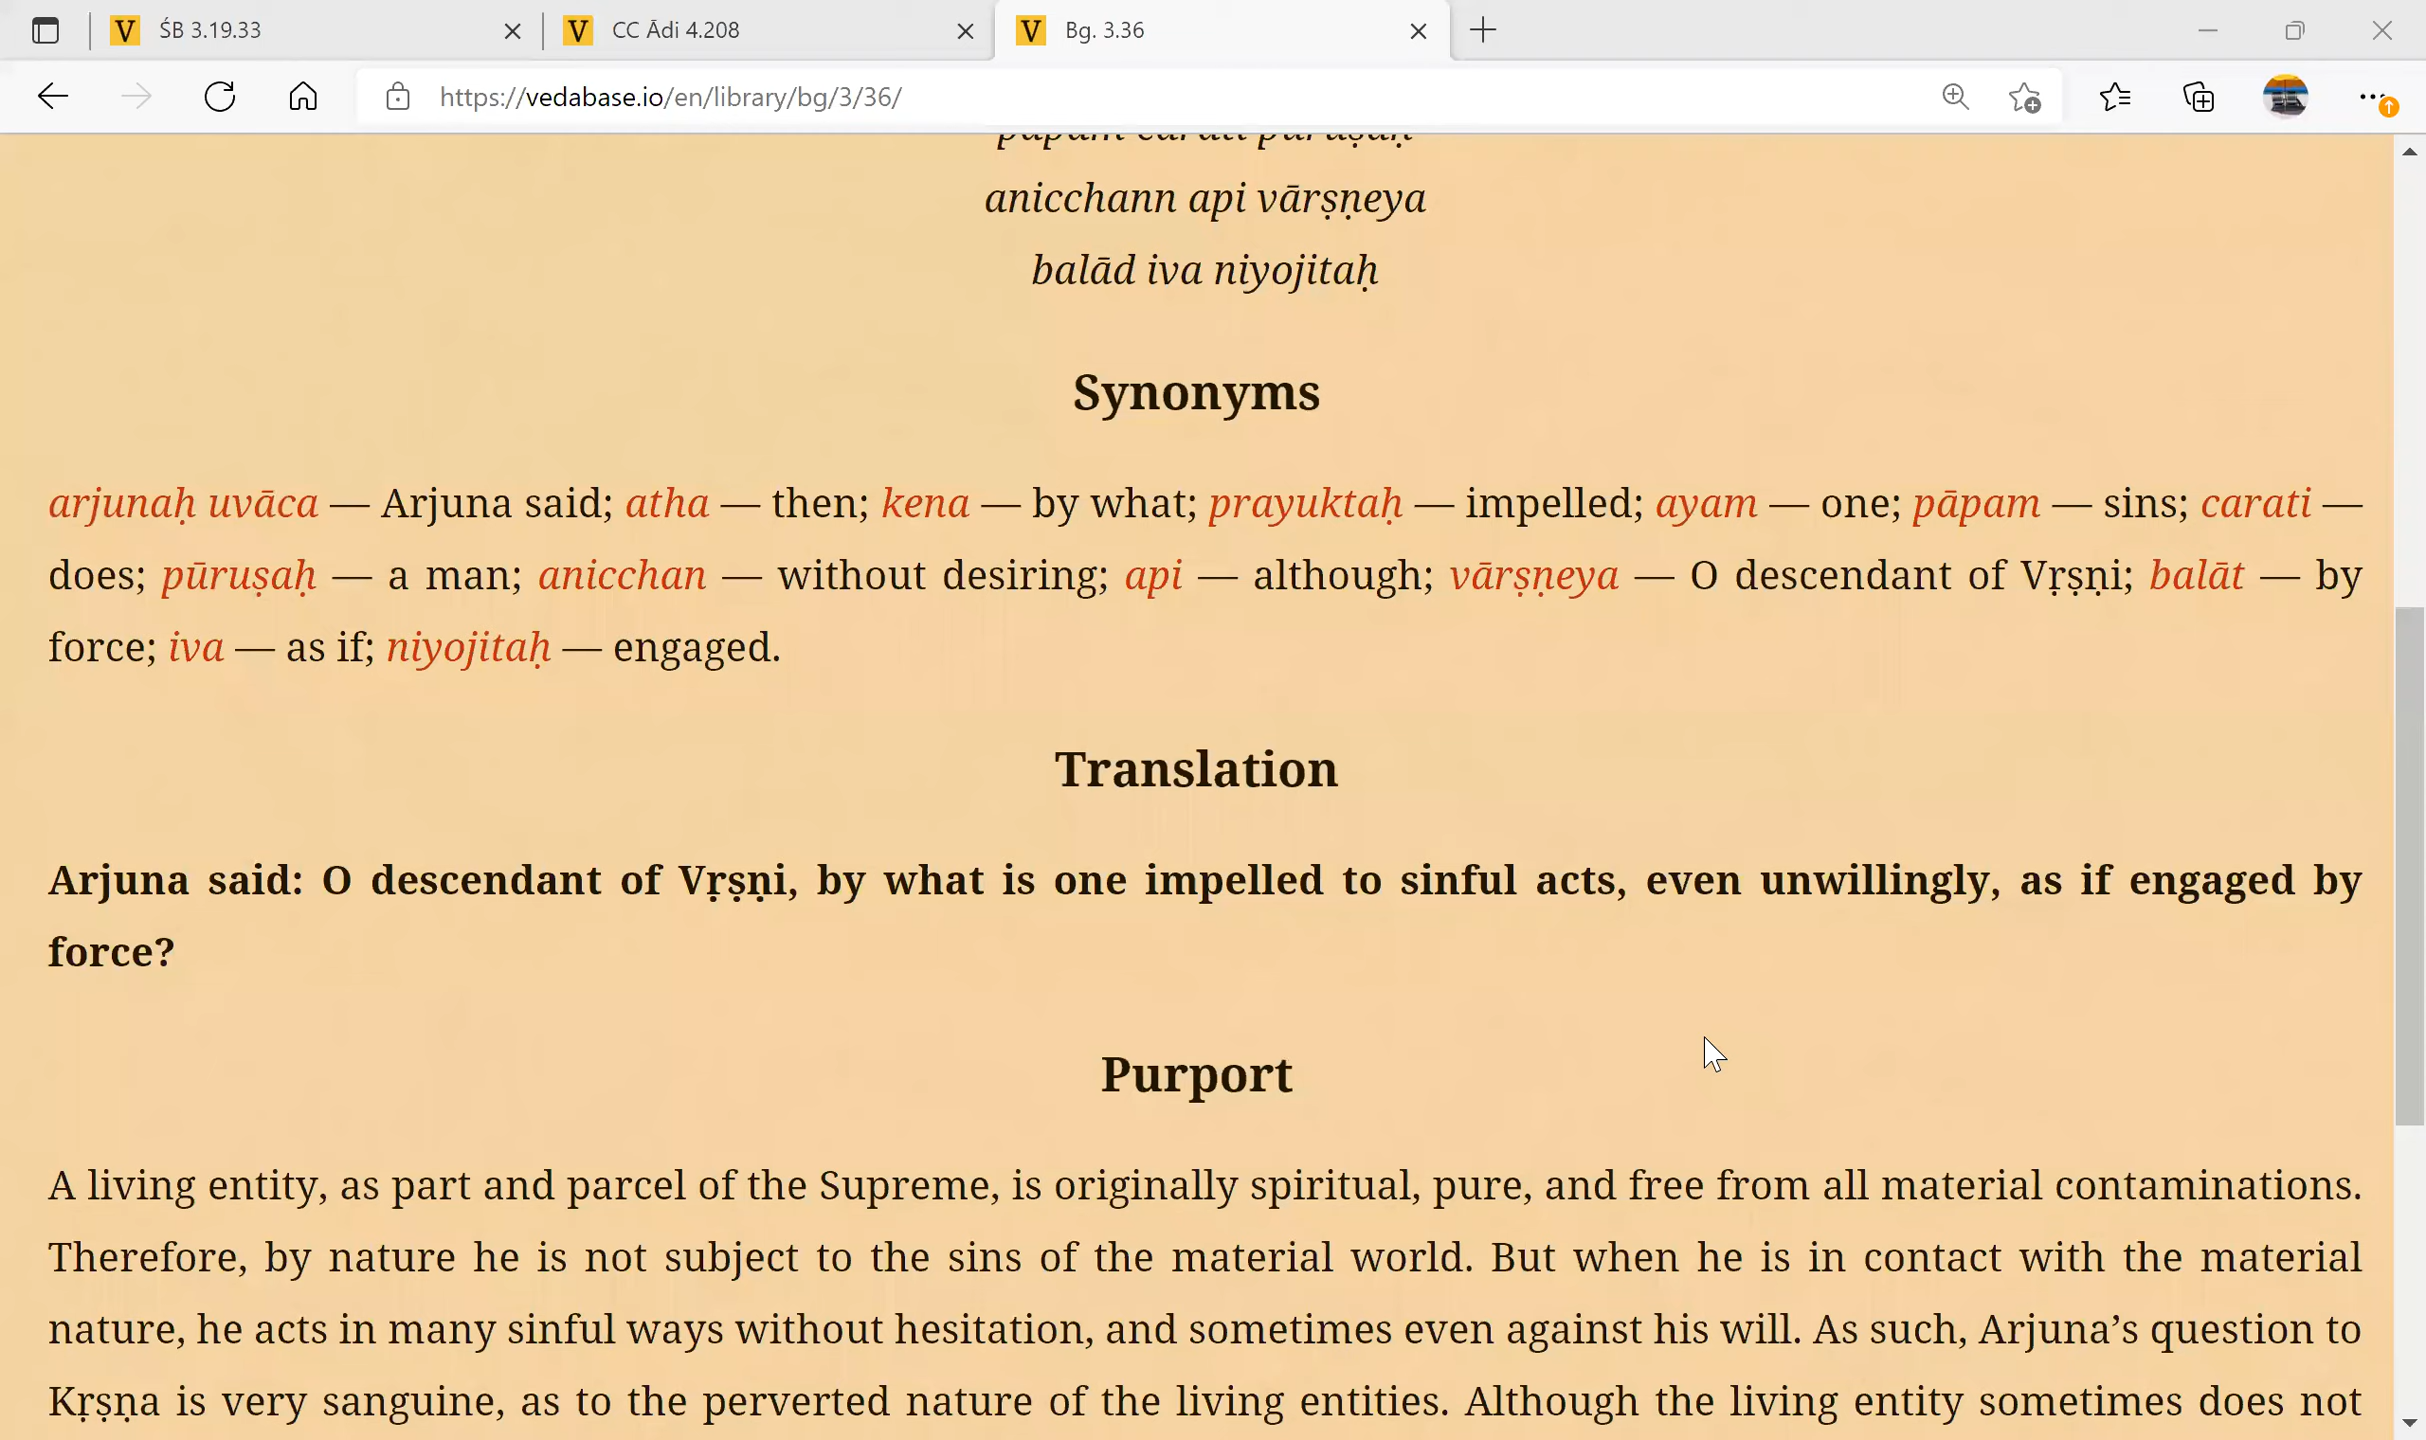 ŚB 3.19.33
CC Ādi 4.208
Bg. 3.36
https://vedabase.io/en/library/bg/3/36/
pāpaṁ carati pūruṣaḥ
anicchann api vārṣṇeya
balād iva niyojitaḥ
Synonyms
arjunaḥ uvāca — Arjuna said; atha — then; kena — by what; prayuktaḥ — impelled; ayam — one; pāpam — sins; carati —
does; pūruṣaḥ — a man; anicchan — without desiring; api — although; vārṣṇeya — O descendant of Vṛṣṇi; balāt — by
force; iva — as if; niyojitaḥ — engaged.
Translation
Arjuna said: O descendant of Vṛṣṇi, by what is one impelled to sinful acts, even unwillingly, as if engaged by
force?
Purport
A living entity, as part and parcel of the Supreme, is originally spiritual, pure, and free from all material contaminations.
Therefore, by nature he is not subject to the sins of the material world. But when he is in contact with the material
nature, he acts in many sinful ways without hesitation, and sometimes even against his will. As such, Arjuna’s question to
Kṛṣṇa is very sanguine, as to the perverted nature of the living entities. Although the living entity sometimes does not